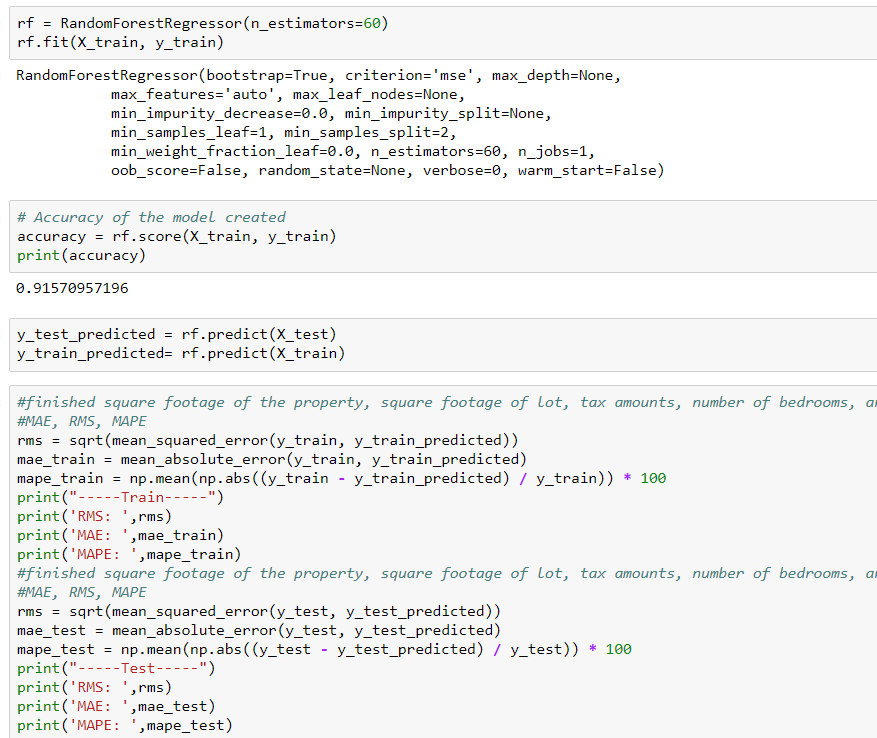 rf = RandomForestRegressor(n_estimators=60)
rf.fit(X_train, y_train)
RandomForestRegressor(bootstrap=True, criterion='mse', max_depth=None,
           max_features='auto', max_leaf_nodes=None,
           min_impurity_decrease=0.0, min_impurity_split=None,
           min_samples_leaf=1, min_samples_split=2,
           min_weight_fraction_leaf=0.0, n_estimators=60, n_jobs=1,
           oob_score=False, random_state=None, verbose=0, warm_start=False)
# Accuracy of the model created
accuracy = rf.score(X_train, y_train)
print(accuracy)
0.91570957196
y_test_predicted = rf.predict(X_test)
y_train_predicted= rf.predict(X_train)
#finished square footage of the property, square footage of lot, tax amounts, number of bedrooms,
#MAE, RMS, MAPE
rms = sqrt(mean_squared_error(y_train, y_train_predicted))
mae_train = mean_absolute_error(y_train, y_train_predicted)
mape_train = np.mean(np.abs((y_train - y_train_predicted) / y_train)) * 100
print("-----Train-----")
print('RMS: ',rms)
print('MAE: ',mae_train)
print('MAPE: ',mape_train)
#finished square footage of the property, square footage of lot, tax amounts, number of bedrooms,
#MAE, RMS, MAPE
rms = sqrt(mean_squared_error(y_test, y_test_predicted))
mae_test = mean_absolute_error(y_test, y_test_predicted)
mape_test = np.mean(np.abs((y_test - y_test_predicted) / y_test)) * 100
print("-----Test-----")
print('RMS: ',rms)
print('MAE: ',mae_test)
print('MAPE: ',mape_test)